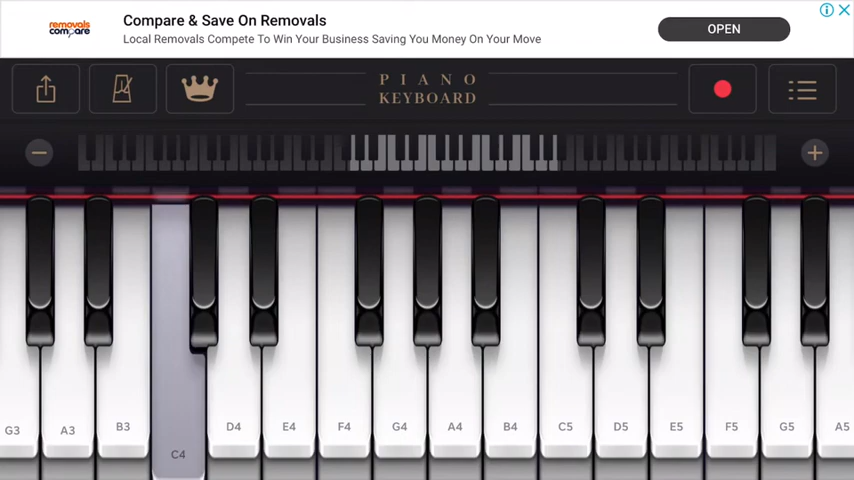 removals
compare
Compare & Save On Removals
Local Removals Compete To Win Your Business Saving You Money On Your Move
OPEN
PIANO
KEYBOARD
G3 A3 B3 C4 D4 E4 F4 G4 A4 B4 C5 D5 E5 F5 G5 A5